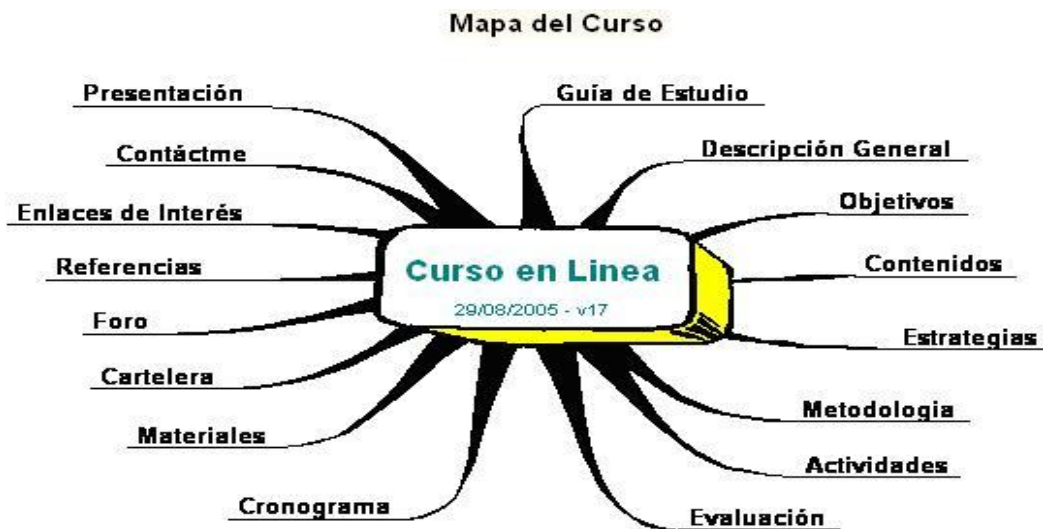 Mapa del Curso
Presentación
Guía de Estudio
Contáctme
Descripción General
Enlaces de Interés
Objetivos
Referencias
Curso en Linea
Contenidos
29/08/2005 - v17
Foro
Estrategias
Cartelera
Metodologia
Materiales
Actividades
Cronograma
Evaluación